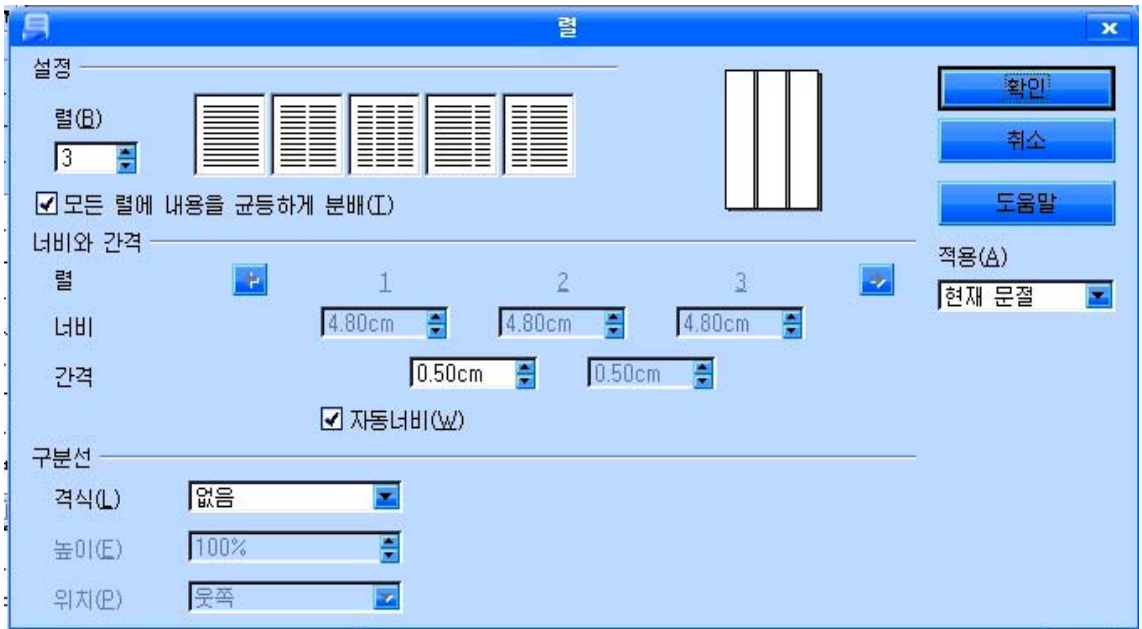 렬
설정
렬(B)
3
모든 렬에 내용을 균등하게 분배(T)
확인
취소
도움말
적용(A)
현재 문절
너비와 간격
렬 1 2 3
너비 4.80cm 4.80cm 4.80cm
간격 0.50cm 0.50cm
자동너비(W)
구분선
격식(L) 없음
높이(E) 100%
위치(P) 웃쪽